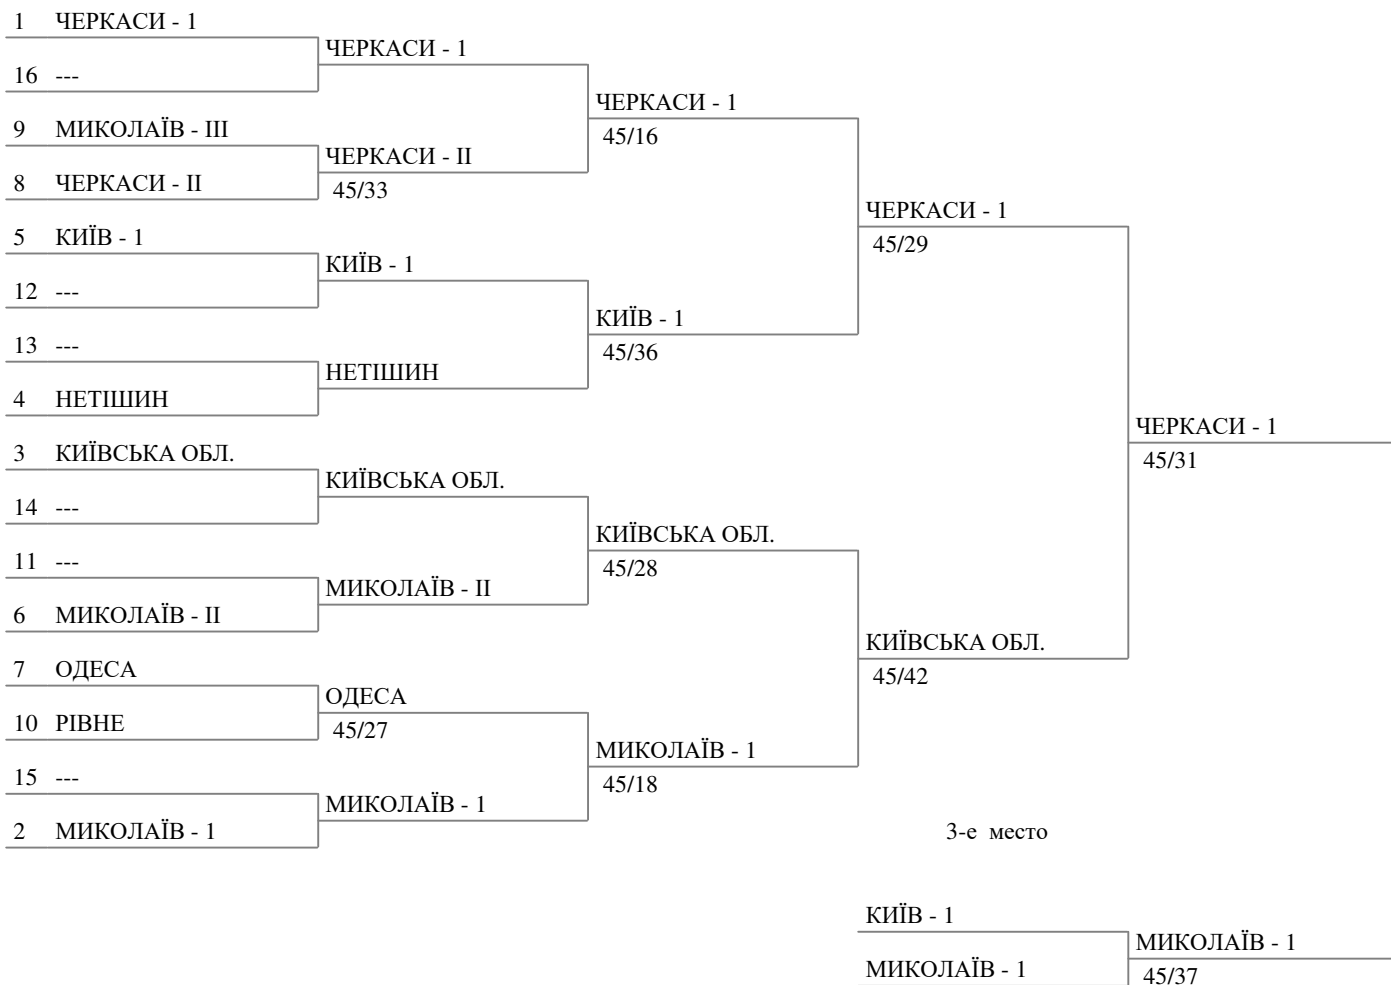 1 ЧЕРКАСИ - 1
16 ---
9 МИКОЛАЇВ - III
8 ЧЕРКАСИ - II
5 КИЇВ - 1
12 ---
13 ---
4 НЕТІШИН
3 КИЇВСЬКА ОБЛ.
14 ---
11 ---
6 МИКОЛАЇВ - II
7 ОДЕСА
10 РІВНЕ
15 ---
2 МИКОЛАЇВ - 1
ЧЕРКАСИ - 1
ЧЕРКАСИ - II
45/33
КИЇВ - 1
НЕТІШИН
КИЇВСЬКА ОБЛ.
МИКОЛАЇВ - II
ОДЕСА
45/27
МИКОЛАЇВ - 1
ЧЕРКАСИ - 1
45/16
КИЇВ - 1
45/36
КИЇВСЬКА ОБЛ.
45/28
МИКОЛАЇВ - 1
45/18
ЧЕРКАСИ - 1
45/29
КИЇВСЬКА ОБЛ.
45/42
ЧЕРКАСИ - 1
45/31
3-е место
КИЇВ - 1
МИКОЛАЇВ - 1
МИКОЛАЇВ - 1
45/37